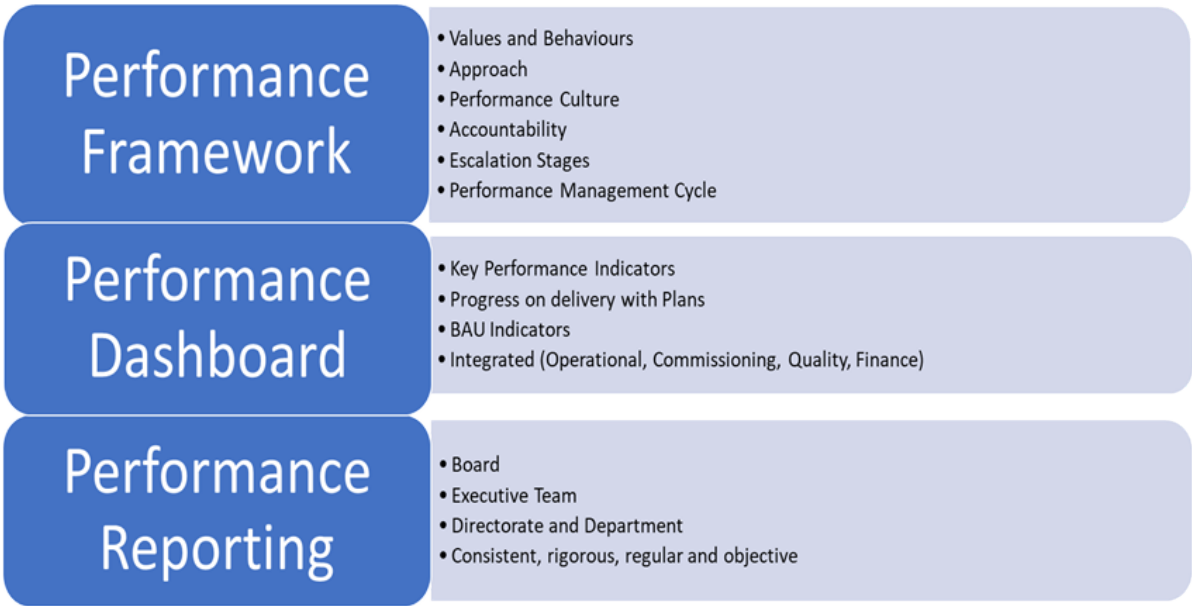 Performance
Framework
• Values and Behaviours
• Approach
• Performance Culture
• Accountability
• Escalation Stages
• Performance Management Cycle
Performance
Dashboard
• Key Performance Indicators
• Progress on delivery with Plans
• BAU Indicators
• Integrated (Operational, Commissioning, Quality, Finance)
Performance
Reporting
• Board
• Executive Team
• Directorate and Department
• Consistent, rigorous, regular and objective